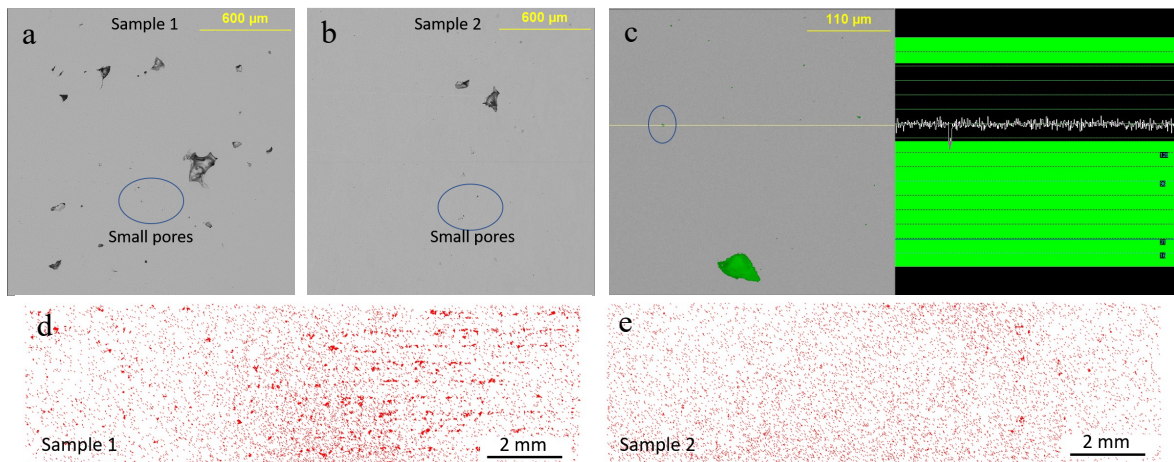 a
Sample 1
600 µm
Small pores
b
Sample 2
600 µm
Small pores
c
110 µm
d
Sample 1
2 mm
e
Sample 2
2 mm